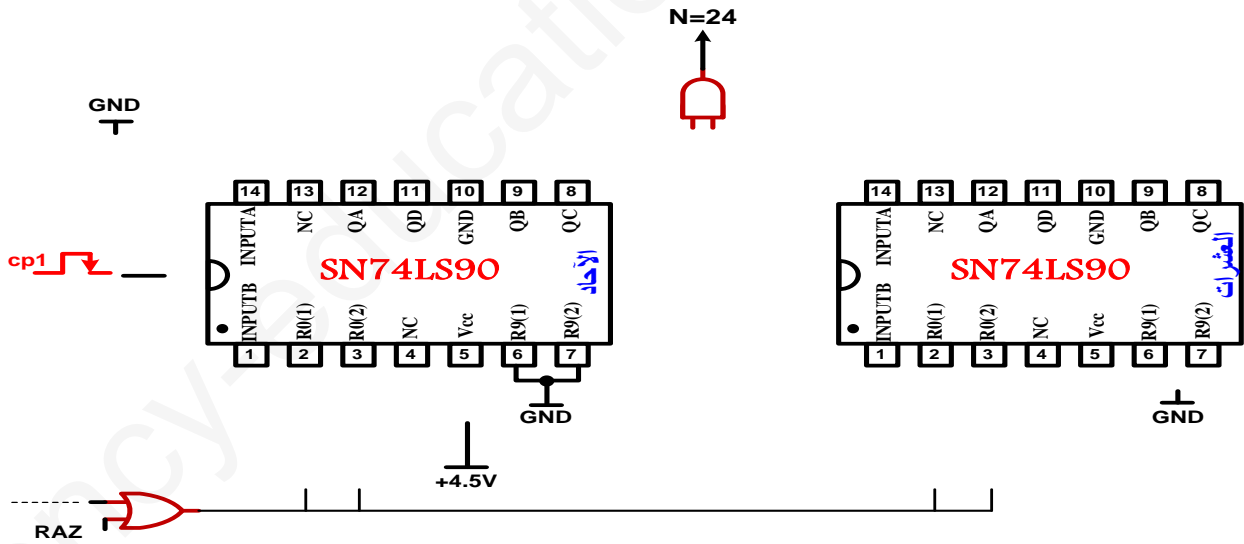 N=24
GND
14 13 12 11 10 9 8
INPUTA NC QA QD GND QB QC
SN74LS90
الآحاد
INPUTB R0(1) R0(2) NC Vcc R9(1) R9(2)
1 2 3 4 5 6 7
14 13 12 11 10 9 8
INPUTA NC QA QD GND QB QC
SN74LS90
العشرات
INPUTB R0(1) R0(2) NC Vcc R9(1) R9(2)
1 2 3 4 5 6 7
cp1
GND
GND
+4.5V
RAZ
ency-education